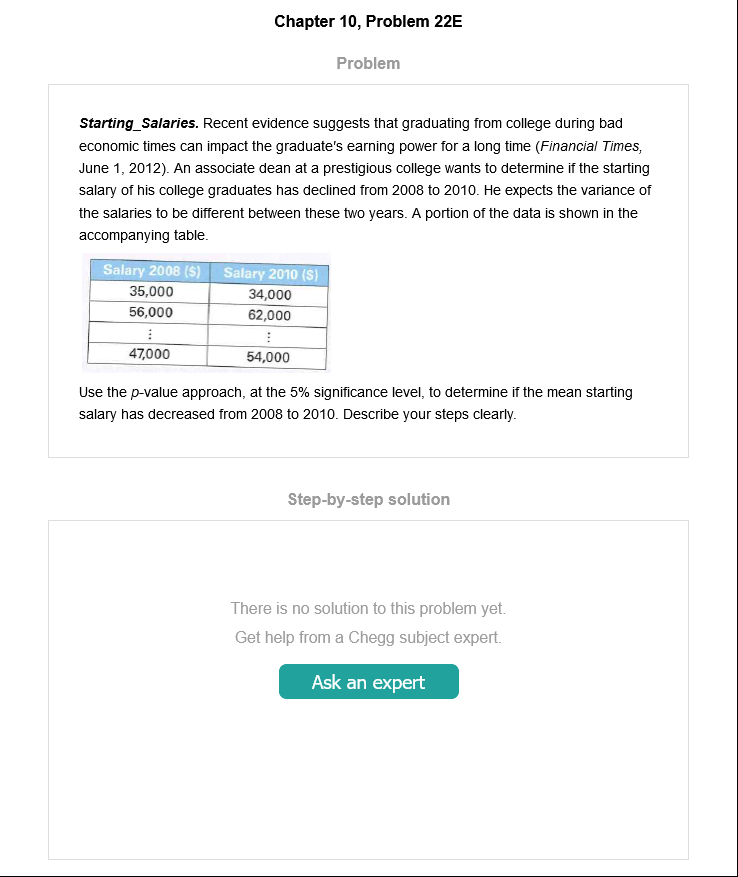 Chapter 10, Problem 22E
Problem
Starting_Salaries. Recent evidence suggests that graduating from college during bad
economic times can impact the graduate's earning power for a long time (Financial Times,
June 1, 2012). An associate dean at a prestigious college wants to determine if the starting
salary of his college graduates has declined from 2008 to 2010. He expects the variance of
the salaries to be different between these two years. A portion of the data is shown in the
accompanying table.
Salary 2008 ($) Salary 2010 ($)
35,000 34,000
56,000 62,000
⋮ ⋮
47,000 54,000
Use the p-value approach, at the 5% significance level, to determine if the mean starting
salary has decreased from 2008 to 2010. Describe your steps clearly.
Step-by-step solution
There is no solution to this problem yet.
Get help from a Chegg subject expert.
Ask an expert